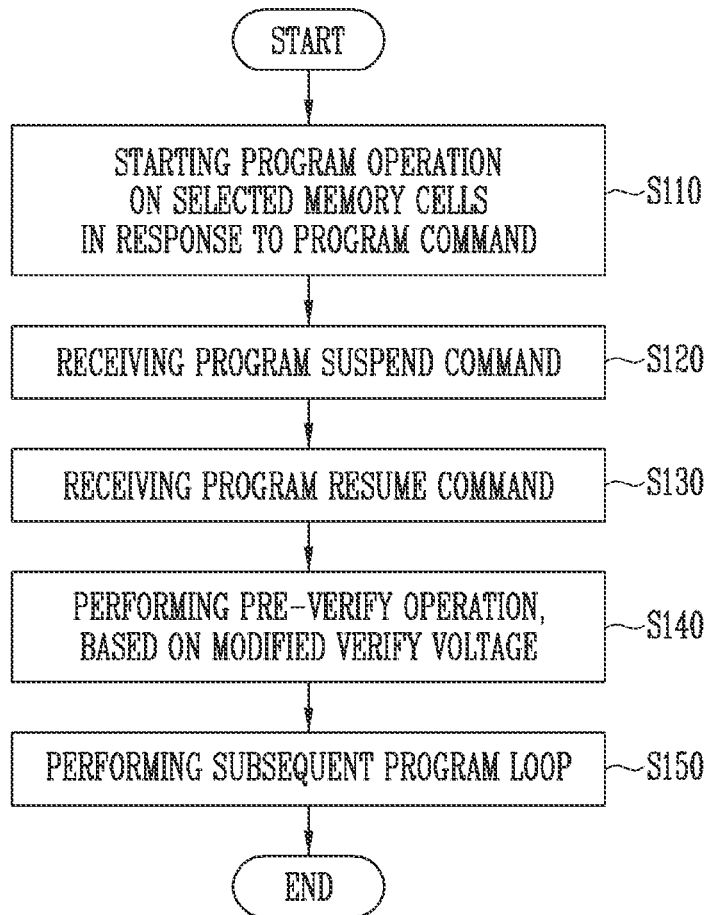 START
STARTING PROGRAM OPERATION
ON SELECTED MEMORY CELLS
IN RESPONSE TO PROGRAM COMMAND
S110
RECEIVING PROGRAM SUSPEND COMMAND
S120
RECEIVING PROGRAM RESUME COMMAND
S130
PERFORMING PRE-VERIFY OPERATION,
BASED ON MODIFIED VERIFY VOLTAGE
S140
PERFORMING SUBSEQUENT PROGRAM LOOP
S150
END